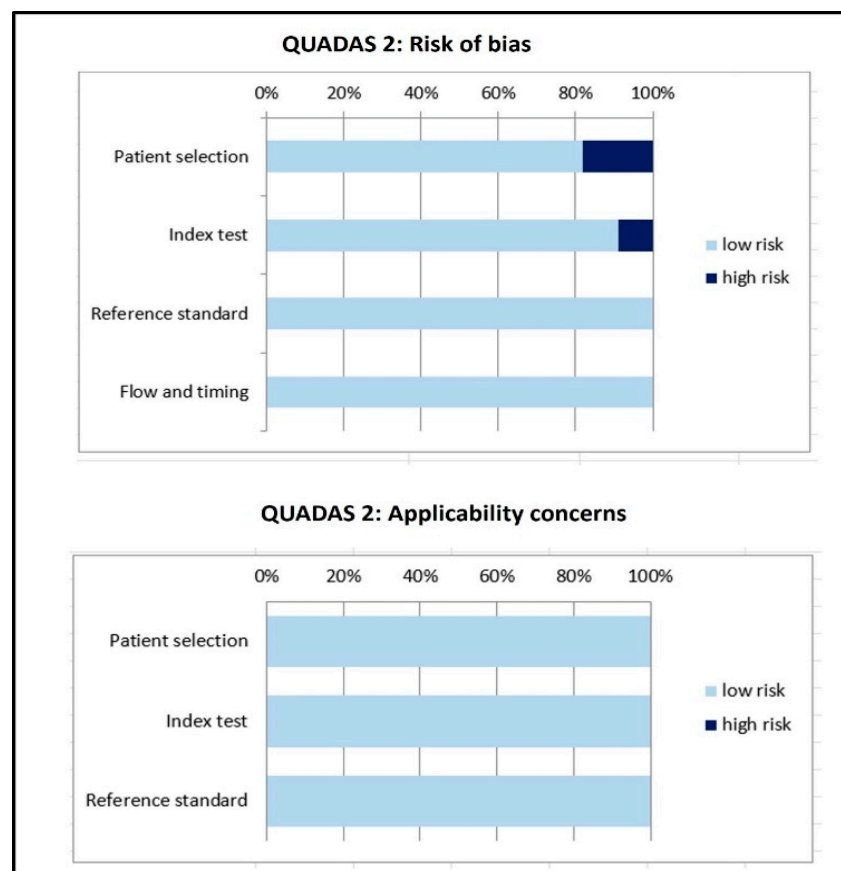 QUADAS 2: Risk of bias
0% 20% 40% 60% 80% 100%
Patient selection
Index test
Reference standard
Flow and timing
low risk
high risk
QUADAS 2: Applicability concerns
0% 20% 40% 60% 80% 100%
Patient selection
Index test
Reference standard
low risk
high risk